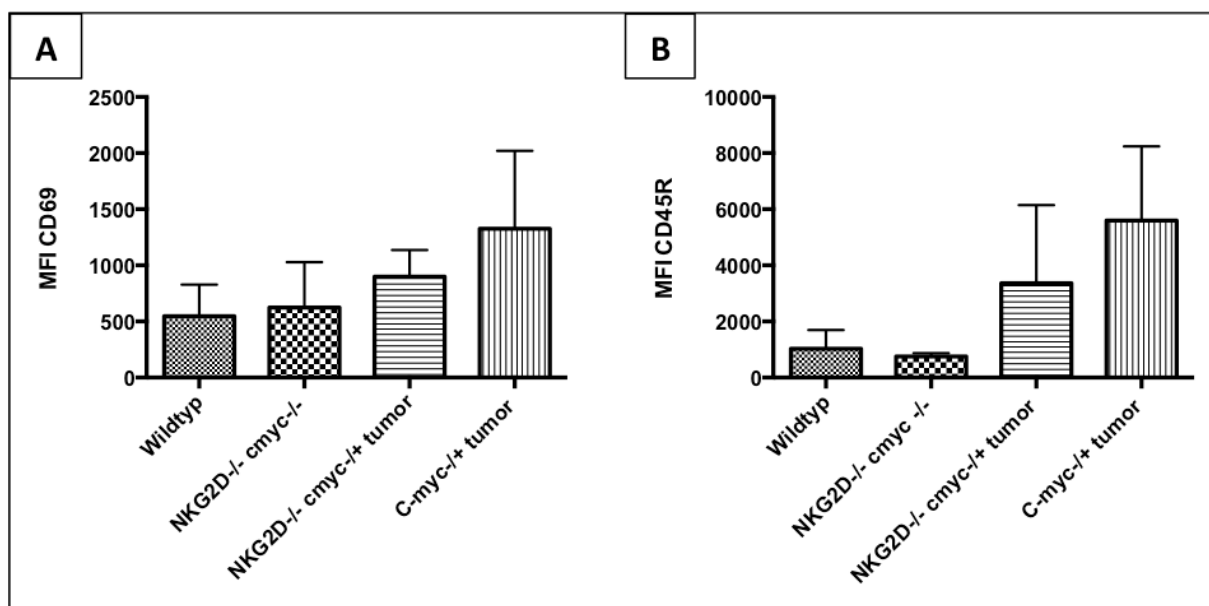 A
MFI CD69
2500
2000
1500
1000
500
0
Wildtyp
NKG2D-/- cmyc-/-
NKG2D-/- cmyc-/+ tumor
C-myc-/+ tumor
B
MFI CD45R
10000
8000
6000
4000
2000
0
Wildtyp
NKG2D-/- cmyc -/-
NKG2D-/- cmyc-/+ tumor
C-myc-/+ tumor